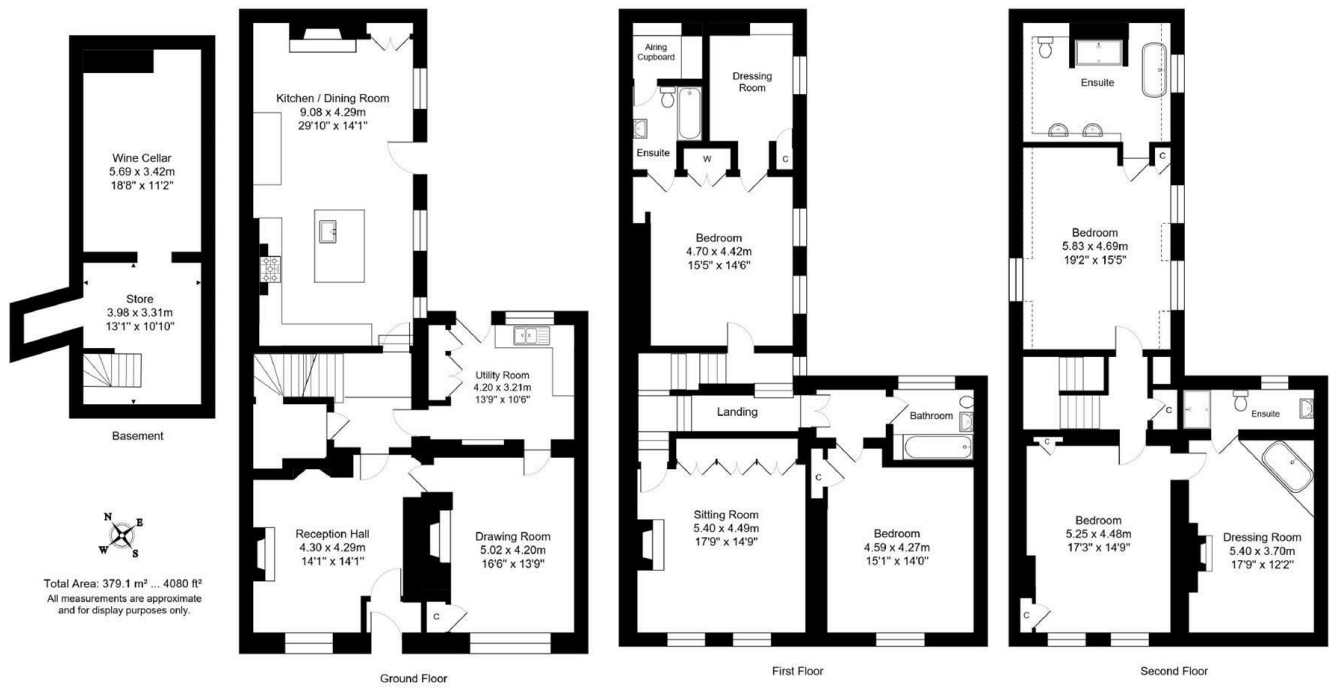 Wine Cellar
5.69 x 3.42m
18'8" x 11'2"
Store
3.98 x 3.31m
13'1" x 10'10"
Basement
N
E
W
S
Total Area: 379.1 m² ... 4080 ft²
All measurements are approximate
and for display purposes only.
Kitchen / Dining Room
9.08 x 4.29m
29'10" x 14'1"
Utility Room
4.20 x 3.21m
13'9" x 10'6"
Reception Hall
4.30 x 4.29m
14'1" x 14'1"
Drawing Room
5.02 x 4.20m
16'6" x 13'9"
C
Ground Floor
Airing
Cupboard
Dressing
Room
Ensuite
W
C
Bedroom
4.70 x 4.42m
15'5" x 14'6"
Landing
Bathroom
C
Sitting Room
5.40 x 4.49m
17'9" x 14'9"
Bedroom
4.59 x 4.27m
15'1" x 14'0"
First Floor
Ensuite
C
Bedroom
5.83 x 4.69m
19'2" x 15'5"
C
Ensuite
C
Bedroom
5.25 x 4.48m
17'3" x 14'9"
Dressing Room
5.40 x 3.70m
17'9" x 12'2"
C
Second Floor